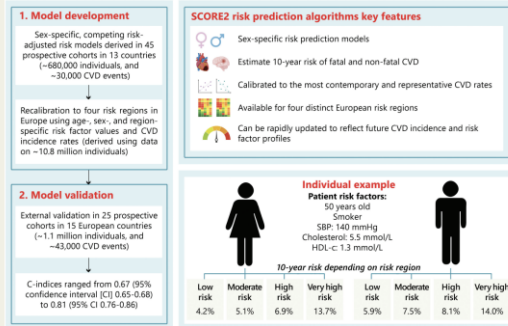 1. Model development
Sex-specific, competing risk-
adjusted risk models derived in 45
prospective cohorts in 13 countries
(~680,000 individuals, and
~30,000 CVD events)
Recalibration to four risk regions in
Europe using age-, sex-, and region-
specific risk factor values and CVD
incidence rates (derived using data
on ~10.8 million individuals)
2. Model validation
External validation in 25 prospective
cohorts in 15 European countries
(~1.1 million individuals, and
~43,000 CVD events)
C-indices ranged from 0.67 (95%
confidence interval [CI] 0.65-0.68)
to 0.81 (95% CI 0.76-0.86)
SCORE2 risk prediction algorithms key features
Sex-specific risk prediction models
Estimate 10-year risk of fatal and non-fatal CVD
Calibrated to the most contemporary and representative CVD rates
Available for four distinct European risk regions
Can be rapidly updated to reflect future CVD incidence and risk
factor profiles
Individual example
Patient risk factors:
50 years old
Smoker
SBP: 140 mmHg
Cholesterol: 5.5 mmol/L
HDL-c: 1.3 mmol/L
10-year risk depending on risk region
Low Moderate High Very high Low Moderate High Very high
risk risk risk risk risk risk risk risk
4.2% 5.1% 6.9% 13.7% 5.9% 7.5% 8.1% 14.0%